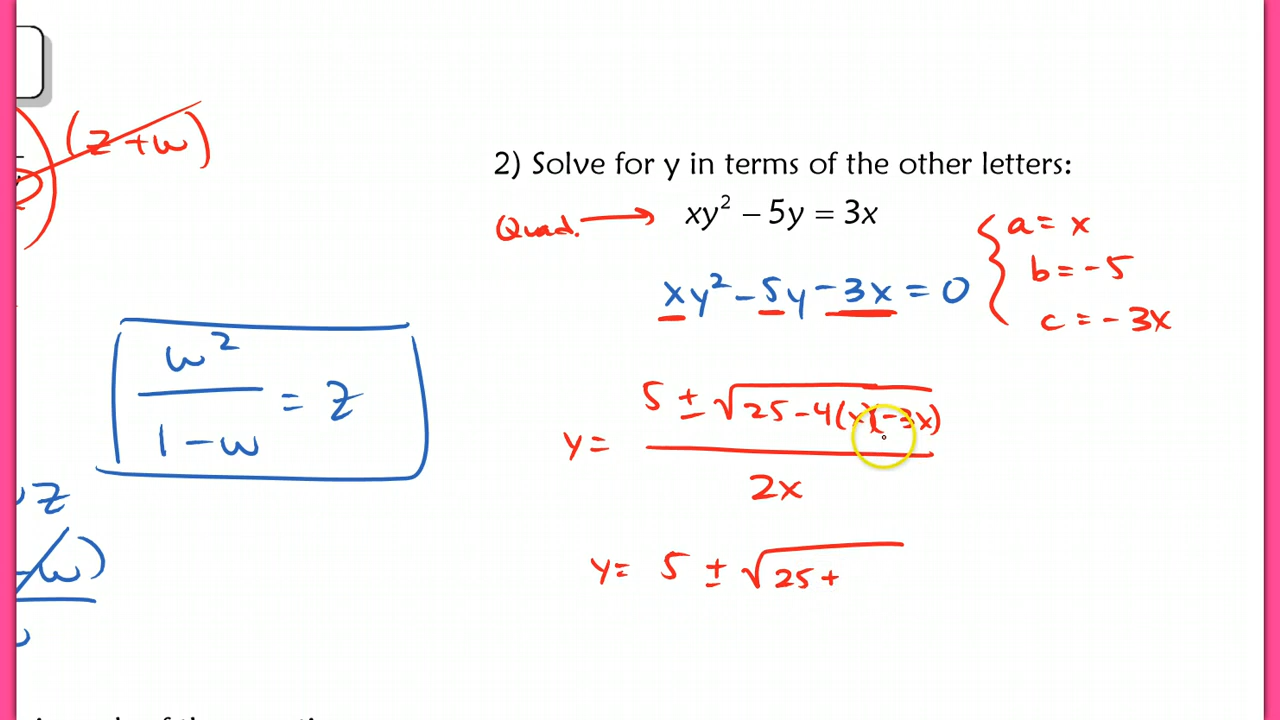 (z+w)
2) Solve for y in terms of the other letters:
Quad. → xy² − 5y = 3x
a = x
b = -5
c = -3x
xy² - 5y - 3x = 0
w²/(1-w) = z
y = (5 ± √(25-4(x)(-3x)))/(2x)
z
w)
y = 5 ± √(25+